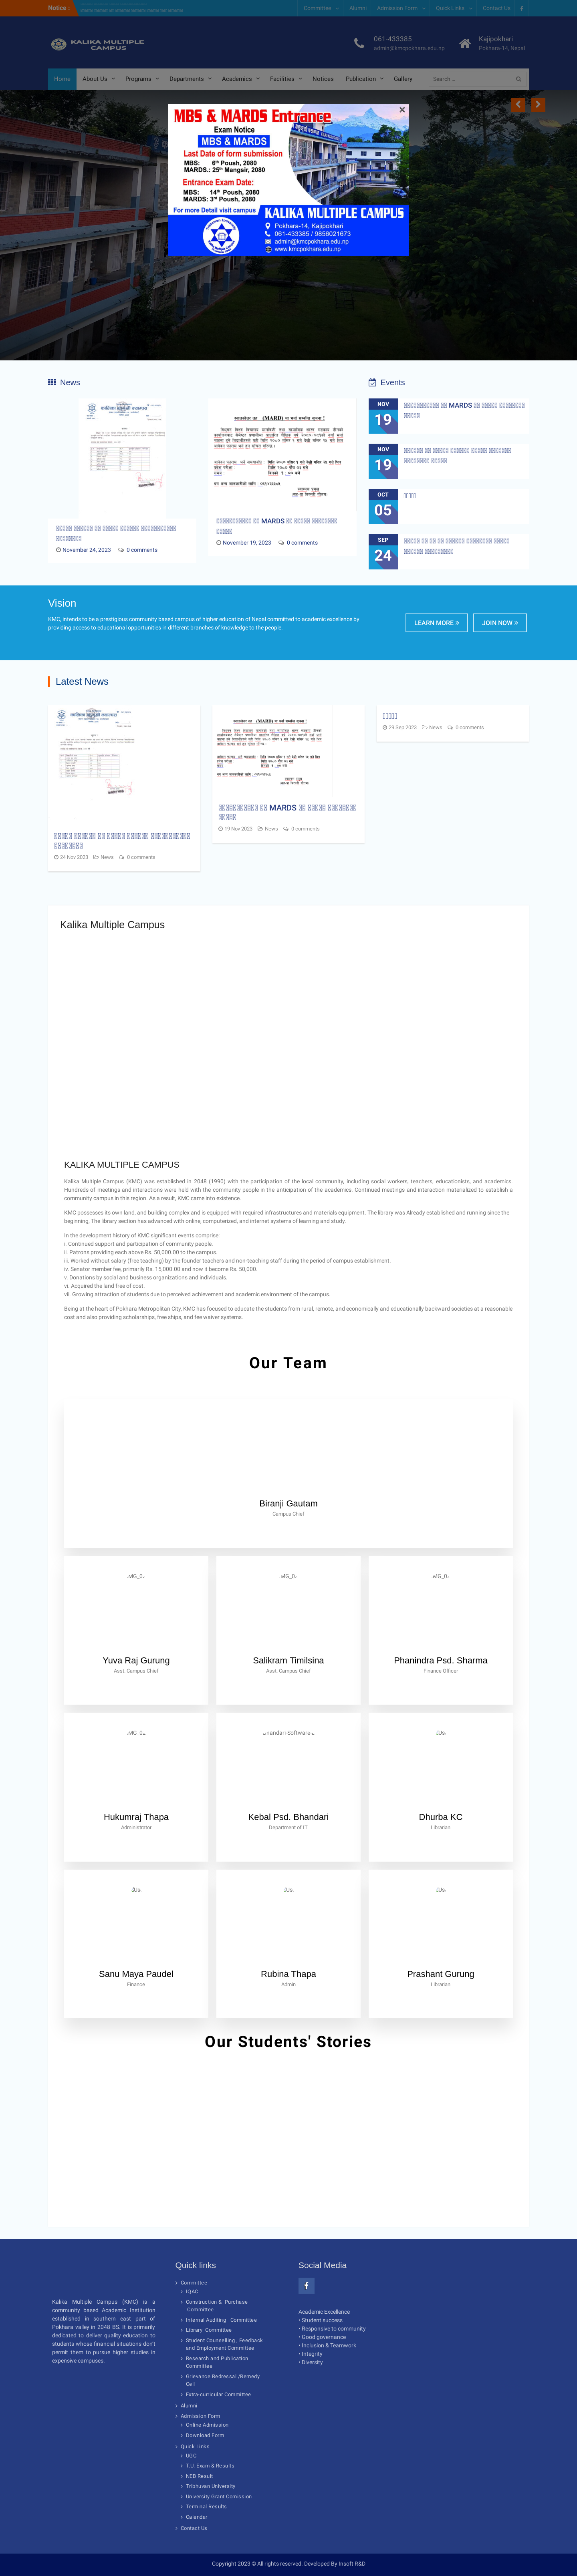 Notice :
Committee Alumni Admission Form Quick Links Contact Us
KALIKA MULTIPLE
CAMPUS
061-433385
admin@kmcpokhara.edu.np
Kajipokhari
Pokhara-14, Nepal
Home About Us Programs Departments Academics Facilities Notices Publication Gallery Search ...
MBS & MARDS Entrance
Exam Notice
MBS & MARDS
Last Date of form submission
MBS: 6th Poush, 2080
MARDS.: 25th Mangsir, 2080
Entrance Exam Date:
MBS: 14th Poush, 2080
MARDS: 3rd Poush, 2080
For more Detail visit campus
KALIKA MULTIPLE CAMPUS
Pokhara-14, Kajipokhari
061-433385 / 9856021673
admin@kmcpokhara.edu.np
www.kmcpokhara.edu.np
News
November 24, 2023 0 comments
MARDS
November 19, 2023 0 comments
Events
NOV
19
MARDS
NOV
19
OCT
05
SEP
24
Vision
KMC, intends to be a prestigious community based campus of higher education of Nepal committed to academic excellence by
providing access to educational opportunities in different branches of knowledge to the people.
LEARN MORE »
JOIN NOW »
Latest News
24 Nov 2023 News 0 comments
MARDS
19 Nov 2023 News 0 comments
29 Sep 2023 News 0 comments
Kalika Multiple Campus
KALIKA MULTIPLE CAMPUS
Kalika Multiple Campus (KMC) was established in 2048 (1990) with the participation of the local community, including social workers, teachers, educationists, and academics.
Hundreds of meetings and interactions were held with the community people in the anticipation of the academics. Continued meetings and interaction materialized to establish a
community campus in this region. As a result, KMC came into existence.
KMC possesses its own land, and building complex and is equipped with required infrastructures and materials equipment. The library was Already established and running since the
beginning, The library section has advanced with online, computerized, and internet systems of learning and study.
In the development history of KMC significant events comprise:
i. Continued support and participation of community people.
ii. Patrons providing each above Rs. 50,000.00 to the campus.
iii. Worked without salary (free teaching) by the founder teachers and non-teaching staff during the period of campus establishment.
iv. Senator member fee, primarily Rs. 15,000.00 and now it become Rs. 50,000.
v. Donations by social and business organizations and individuals.
vi. Acquired the land free of cost.
vii. Growing attraction of students due to perceived achievement and academic environment of the campus.
Being at the heart of Pokhara Metropolitan City, KMC has focused to educate the students from rural, remote, and economically and educationally backward societies at a reasonable
cost and also providing scholarships, free ships, and fee waiver systems.
Our Team
Biranji Gautam
Campus Chief
Yuva Raj Gurung
Asst. Campus Chief
Salikram Timilsina
Asst. Campus Chief
Phanindra Psd. Sharma
Finance Officer
Hukumraj Thapa
Administrator
Kebal Psd. Bhandari
Department of IT
Dhurba KC
Librarian
Sanu Maya Paudel
Finance
Rubina Thapa
Admin
Prashant Gurung
Librarian
Our Students' Stories
Kalika Multiple Campus (KMC) is a
community based Academic Institution
established in southern east part of
Pokhara valley in 2048 BS. It is primarily
dedicated to deliver quality education to
students whose financial situations don't
permit them to pursue higher studies in
expensive campuses.
Quick links
Committee
IQAC
Construction & Purchase
Committee
Internal Auditing Committee
Library Committee
Student Counselling , Feedback
and Employment Committee
Research and Publication
Committee
Grievance Redressal /Remedy
Cell
Extra-curricular Committee
Alumni
Admission Form
Online Admission
Download Form
Quick Links
UGC
T.U. Exam & Results
NEB Result
Tribhuvan University
University Grant Comission
Terminal Results
Calendar
Contact Us
Social Media
Academic Excellence
• Student success
• Responsive to community
• Good governance
• Inclusion & Teamwork
• Integrity
• Diversity
Copyright 2023 © All rights reserved. Developed By Insoft R&D